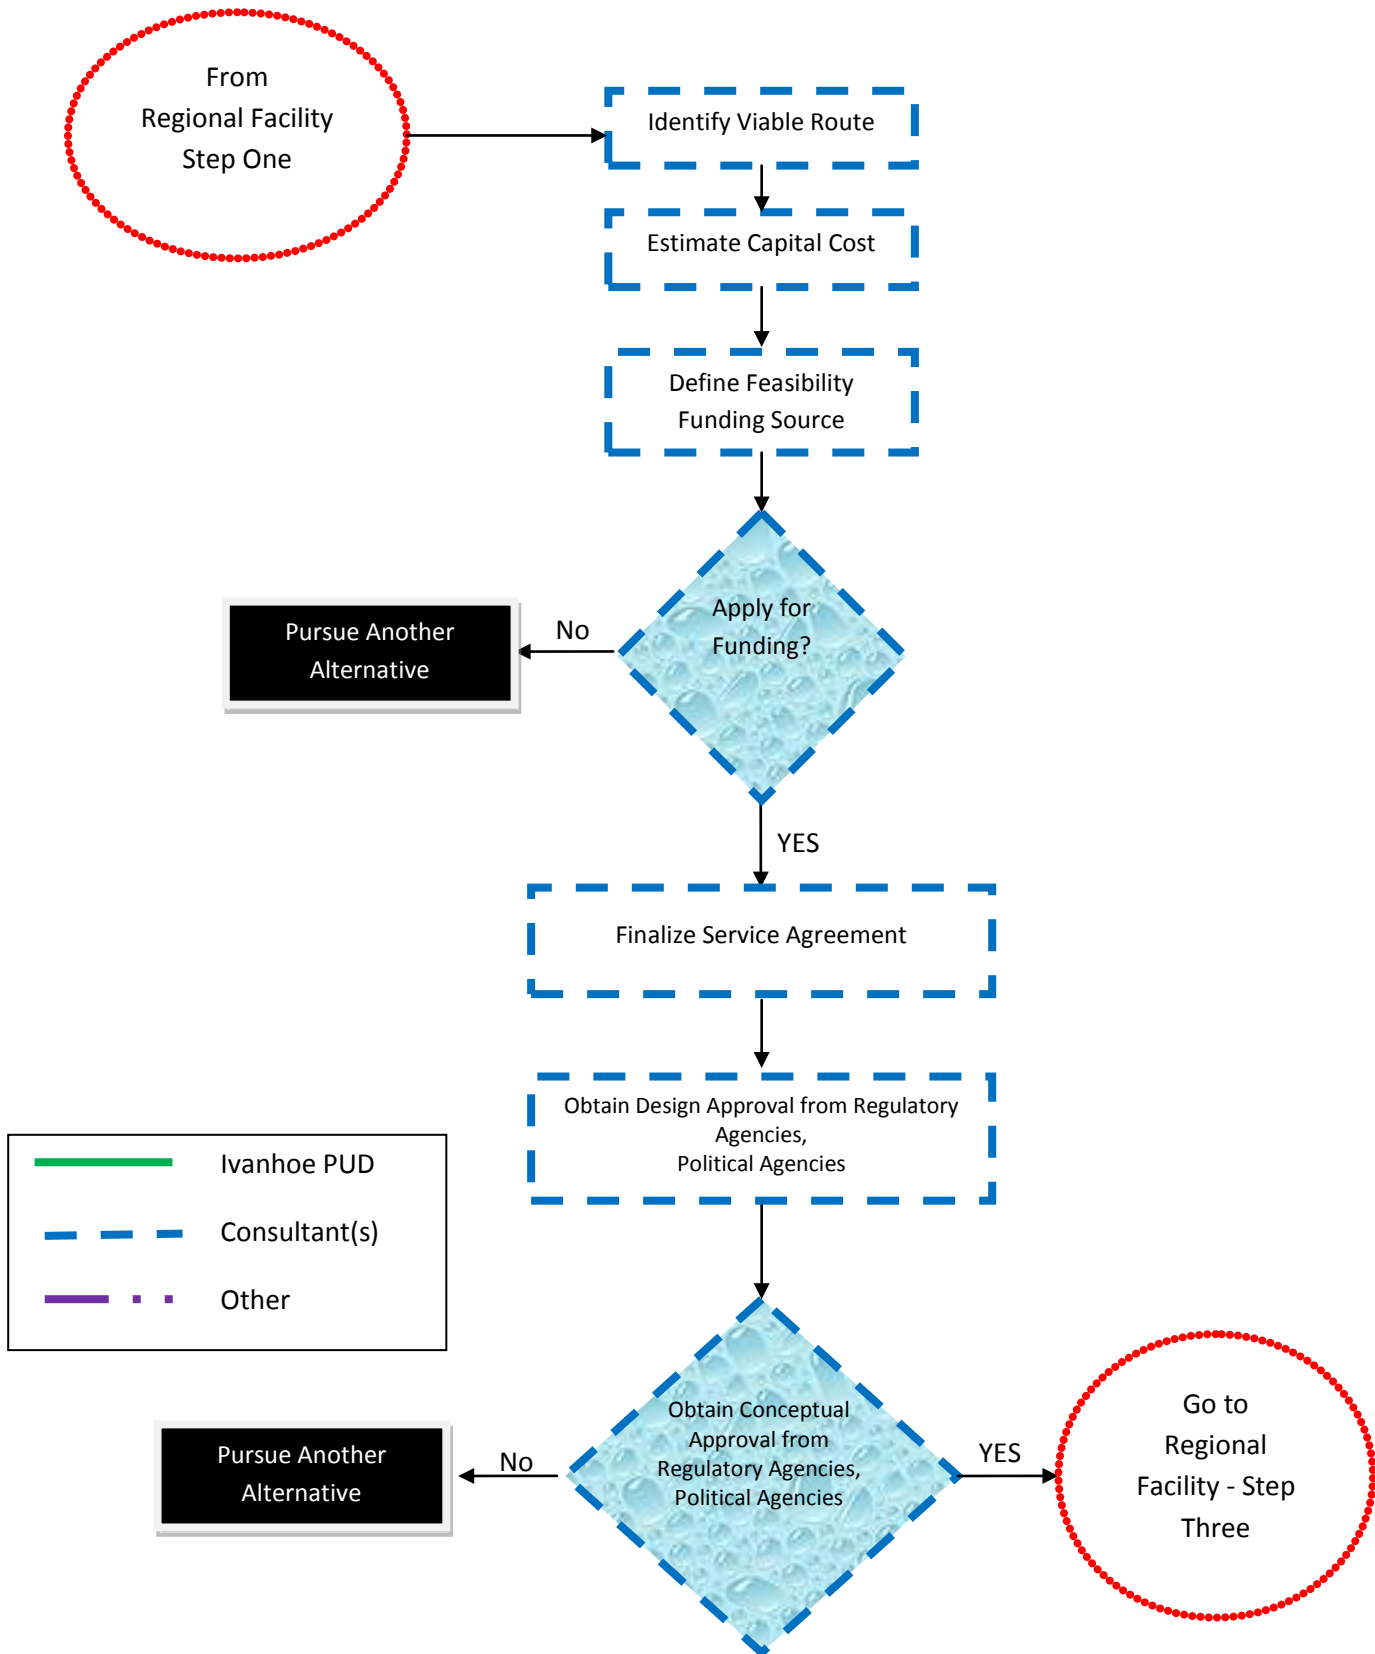 From
Regional Facility
Step One
Identify Viable Route
Estimate Capital Cost
Define Feasibility
Funding Source
Apply for
Funding?
No
Pursue Another
Alternative
YES
Finalize Service Agreement
Obtain Design Approval from Regulatory
Agencies,
Political Agencies
Ivanhoe PUD
Consultant(s)
Other
Obtain Conceptual
Approval from
Regulatory Agencies,
Political Agencies
No
Pursue Another
Alternative
YES
Go to
Regional
Facility - Step
Three